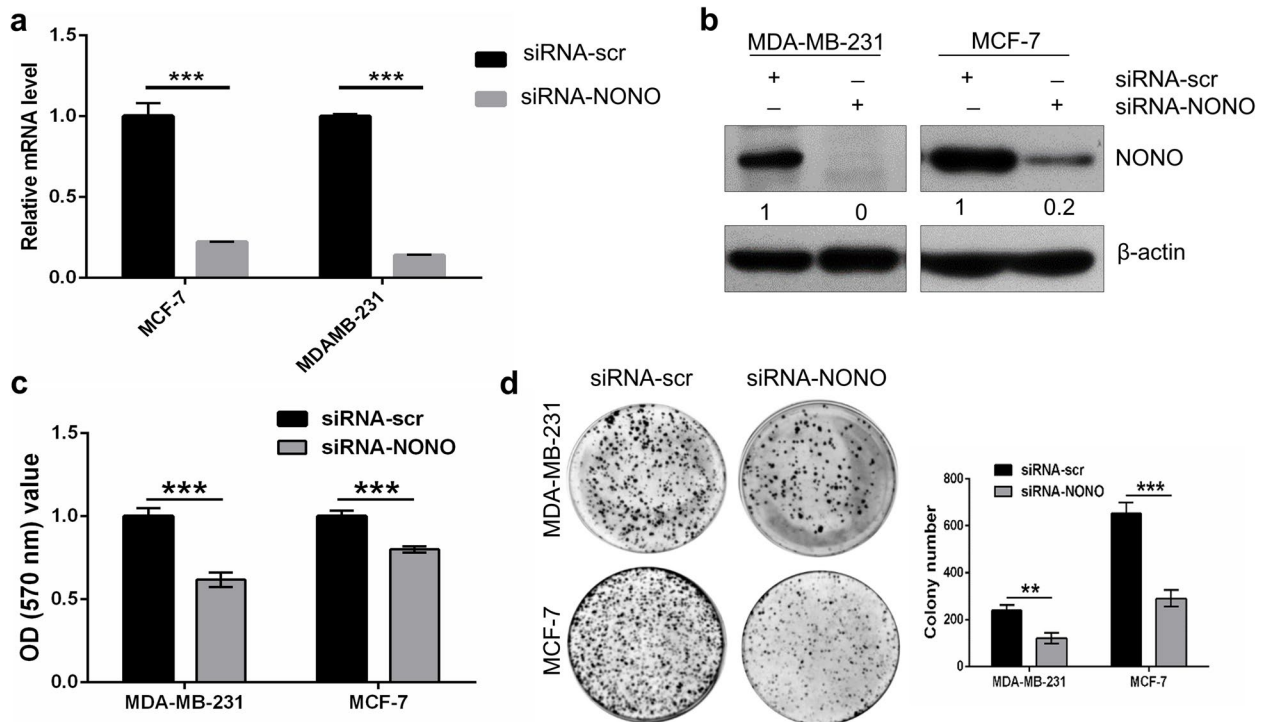 a
1.5
1.0
0.5
0.0
Relative mRNA level
***
***
siRNA-scr
siRNA-NONO
MCF-7
MDAMB-231
b
MDA-MB-231
MCF-7
+ – + – siRNA-scr
– + – + siRNA-NONO
NONO
1 0 1 0.2
β-actin
c
siRNA-scr
siRNA-NONO
1.5
1.0
0.5
0.0
OD (570 nm) value
***
***
MDA-MB-231
MCF-7
d
siRNA-scr
siRNA-NONO
MDA-MB-231
MCF-7
siRNA-scr
siRNA-NONO
800
600
400
200
0
Colony number
**
***
MDA-MB-231
MCF-7